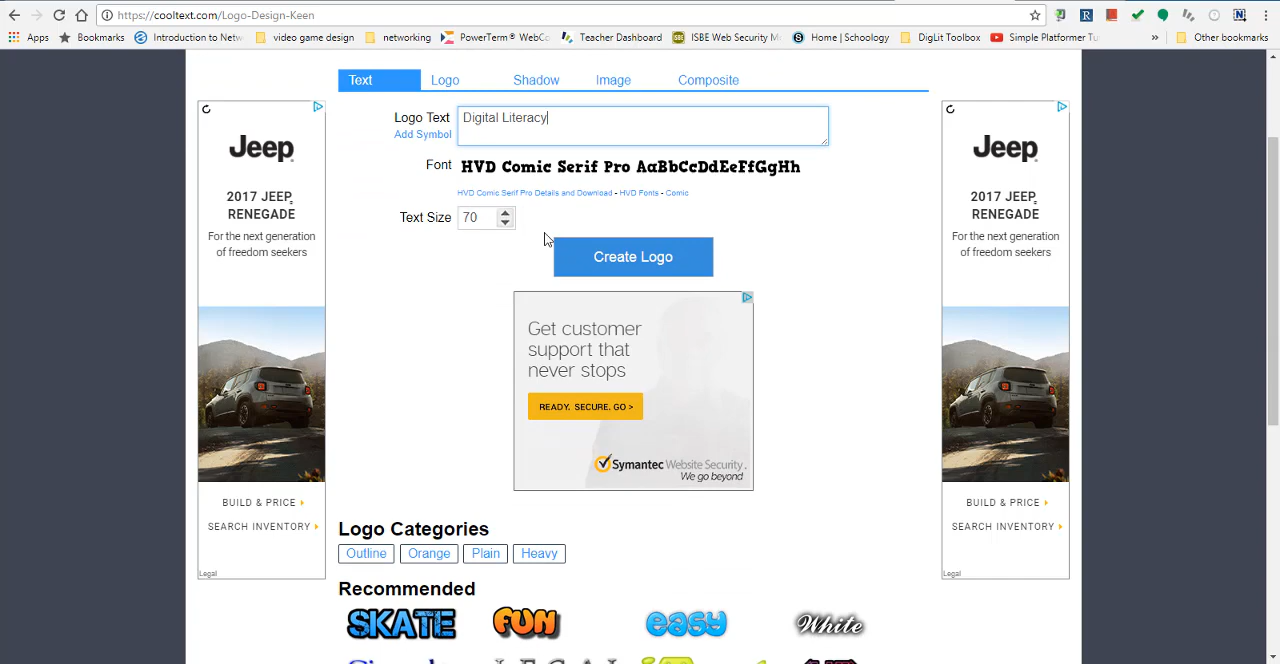 https://cooltext.com/Logo-Design-Keen
Apps Bookmarks Introduction to Netw video game design networking PowerTerm® WebCo Teacher Dashboard ISBE Web Security M Home | Schoology DigLit Toolbox Simple Platformer Tu » Other bookmarks
Text Logo Shadow Image Composite
Logo Text Digital Literacy
Add Symbol
Font HVD Comic Serif Pro AaBbCcDdEeFfGgHh
HVD Comic Serif Pro Details and Download - HVD Fonts - Comic
Text Size 70
Create Logo
Jeep
2017 JEEP®
RENEGADE
For the next generation
of freedom seekers
BUILD & PRICE
SEARCH INVENTORY
Legal
Get customer
support that
never stops
READY. SECURE. GO >
Symantec Website Security.
We go beyond
Jeep
2017 JEEP®
RENEGADE
For the next generation
of freedom seekers
BUILD & PRICE
SEARCH INVENTORY
Legal
Logo Categories
Outline Orange Plain Heavy
Recommended
SKATE FUN easy White